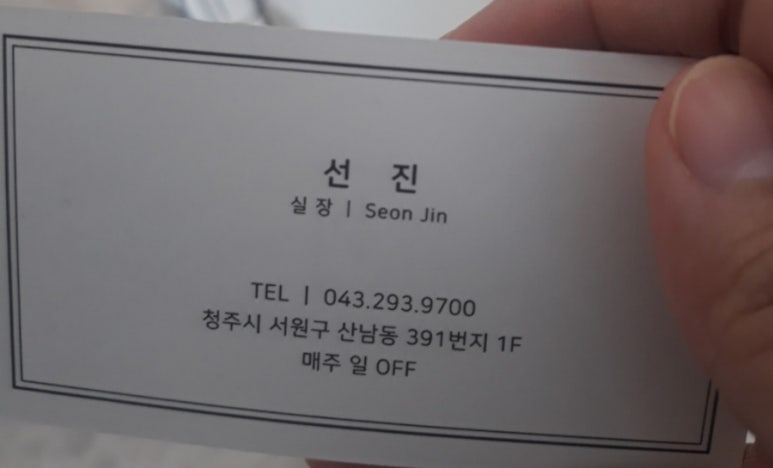 선 진
실 장 | Seon Jin
TEL | 043.293.9700
청주시 서원구 산남동 391번지 1F
매주 일 OFF